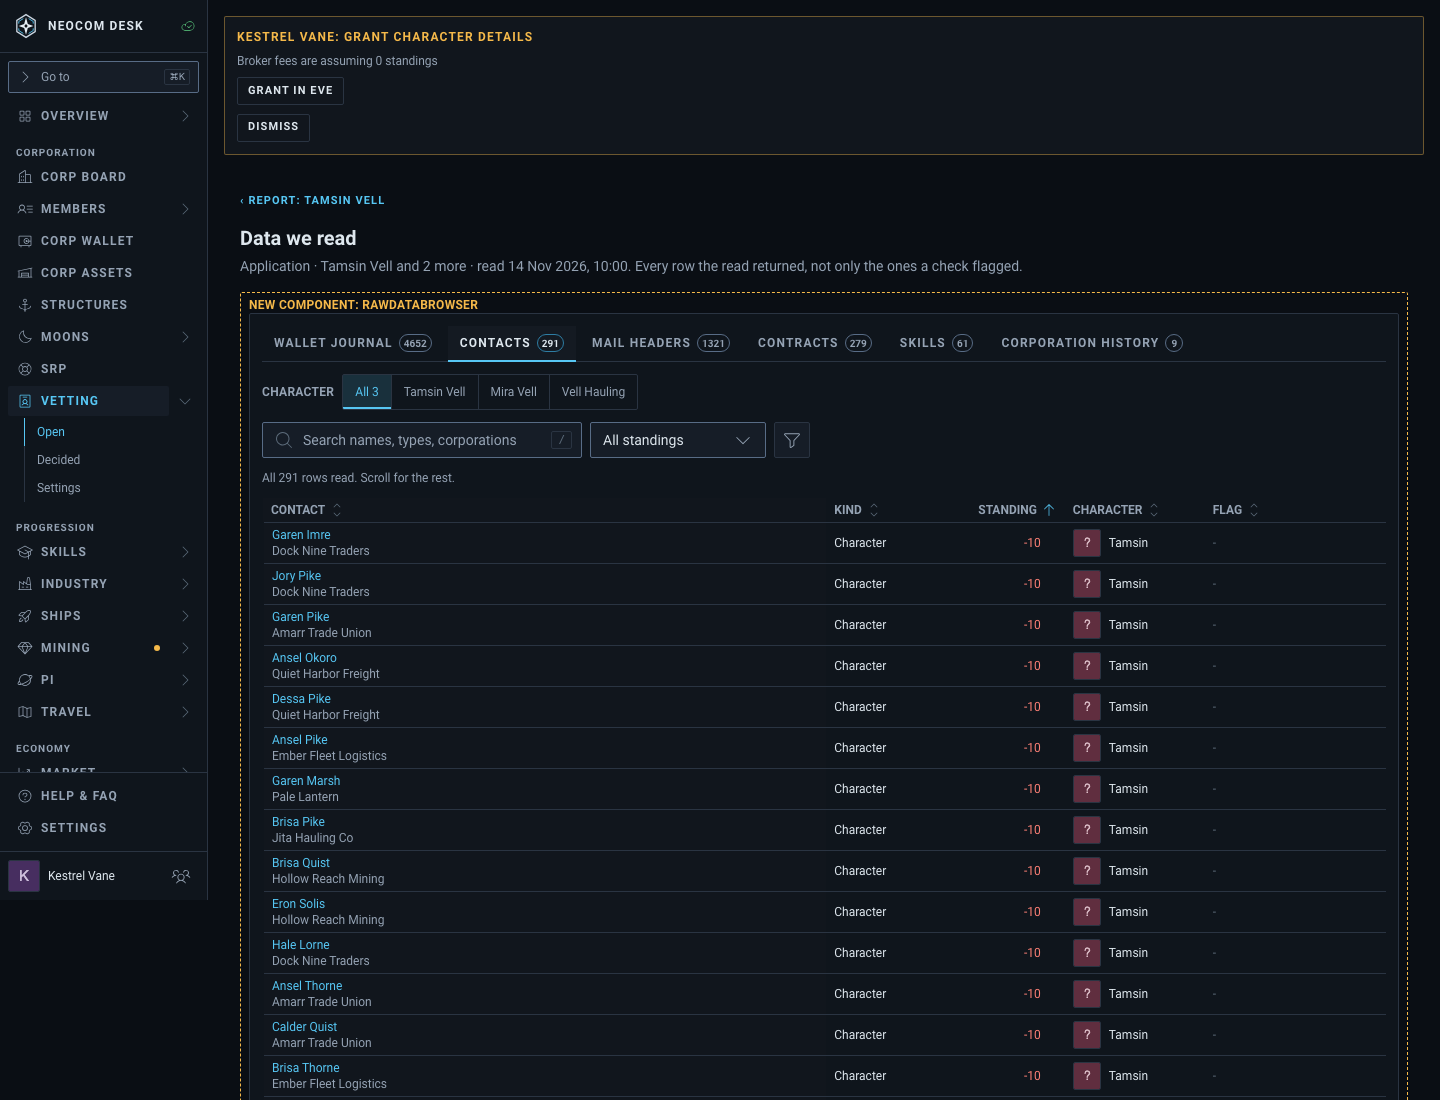 NEOCOM DESK
Go to ⌘K
OVERVIEW
CORPORATION
CORP BOARD
MEMBERS
CORP WALLET
CORP ASSETS
STRUCTURES
MOONS
SRP
VETTING
Open
Decided
Settings
PROGRESSION
SKILLS
INDUSTRY
SHIPS
MINING
PI
TRAVEL
ECONOMY
MARKET
HELP & FAQ
SETTINGS
K Kestrel Vane
KESTREL VANE: GRANT CHARACTER DETAILS
Broker fees are assuming 0 standings
GRANT IN EVE
DISMISS
‹ REPORT: TAMSIN VELL
Data we read
Application · Tamsin Vell and 2 more · read 14 Nov 2026, 10:00. Every row the read returned, not only the ones a check flagged.
NEW COMPONENT: RAWDATABROWSER
WALLET JOURNAL 4652 CONTACTS 291 MAIL HEADERS 1321 CONTRACTS 279 SKILLS 61 CORPORATION HISTORY 9
CHARACTER All 3 Tamsin Vell Mira Vell Vell Hauling
Search names, types, corporations / All standings
All 291 rows read. Scroll for the rest.
CONTACT KIND STANDING CHARACTER FLAG
Garen Imre
Dock Nine Traders Character -10 ? Tamsin -
Jory Pike
Dock Nine Traders Character -10 ? Tamsin -
Garen Pike
Amarr Trade Union Character -10 ? Tamsin -
Ansel Okoro
Quiet Harbor Freight Character -10 ? Tamsin -
Dessa Pike
Quiet Harbor Freight Character -10 ? Tamsin -
Ansel Pike
Ember Fleet Logistics Character -10 ? Tamsin -
Garen Marsh
Pale Lantern Character -10 ? Tamsin -
Brisa Pike
Jita Hauling Co Character -10 ? Tamsin -
Brisa Quist
Hollow Reach Mining Character -10 ? Tamsin -
Eron Solis
Hollow Reach Mining Character -10 ? Tamsin -
Hale Lorne
Dock Nine Traders Character -10 ? Tamsin -
Ansel Thorne
Amarr Trade Union Character -10 ? Tamsin -
Calder Quist
Amarr Trade Union Character -10 ? Tamsin -
Brisa Thorne
Ember Fleet Logistics Character -10 ? Tamsin -